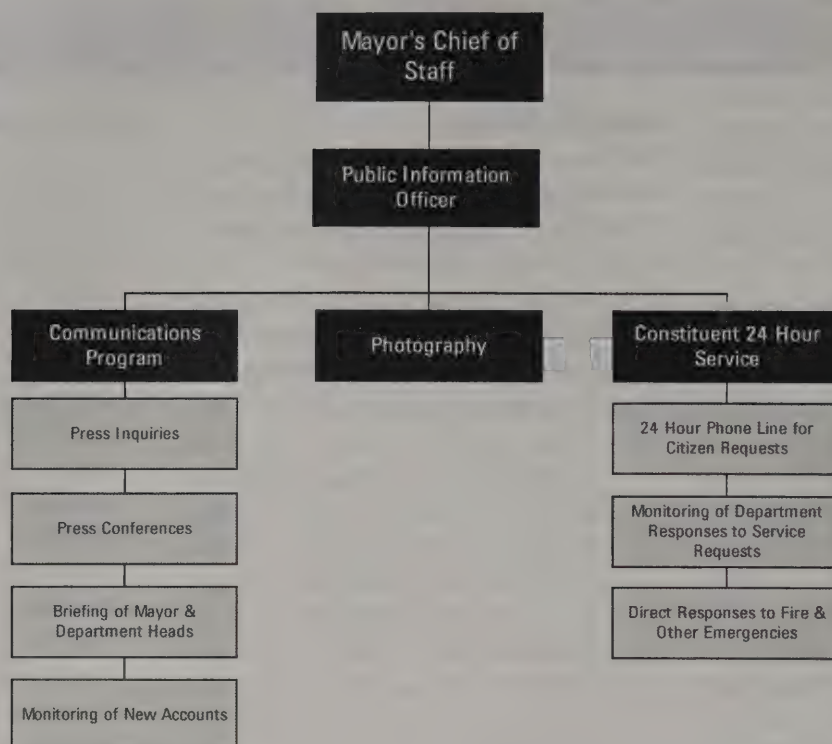 Mayor's Chief of
Staff
Public Information
Officer
Communications
Program
Photography
Constituent 24 Hour
Service
Press Inquiries
Press Conferences
Briefing of Mayor &
Department Heads
Monitoring of New Accounts
24 Hour Phone Line for
Citizen Requests
Monitoring of Department
Responses to Service
Requests
Direct Responses to Fire &
Other Emergencies